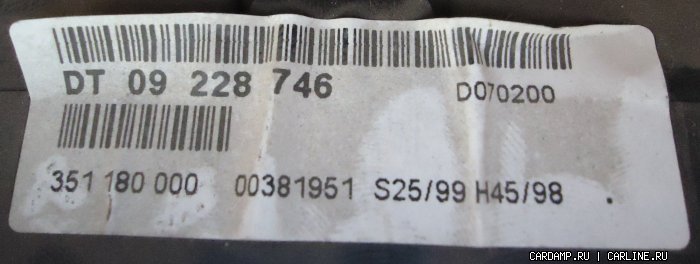 DT 09 228 746 D070200
351 180 000 00381951 S25/99 H45/98 .
CARDAMP.RU | CARLINE.RU